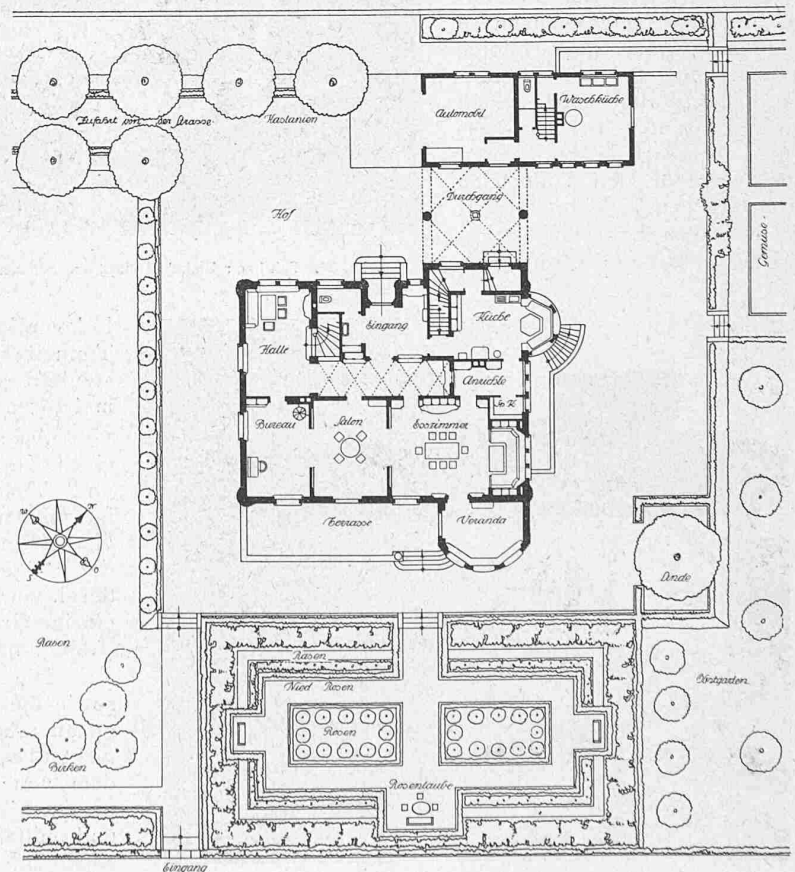 Automobil
Waschküche
Zufahrt von der Strasse
Kastanien
Durchgang
Hof
Gemüse-
Eingang
Küche
Halle
Anrichte
Bureau
Salon
Esszimmer
Terrasse
Veranda
W
N
S
O
Linde
Rasen
Rasen
Nied. Rosen
Obstgarten
Rosen
Birken
Rosenlaube
Eingang